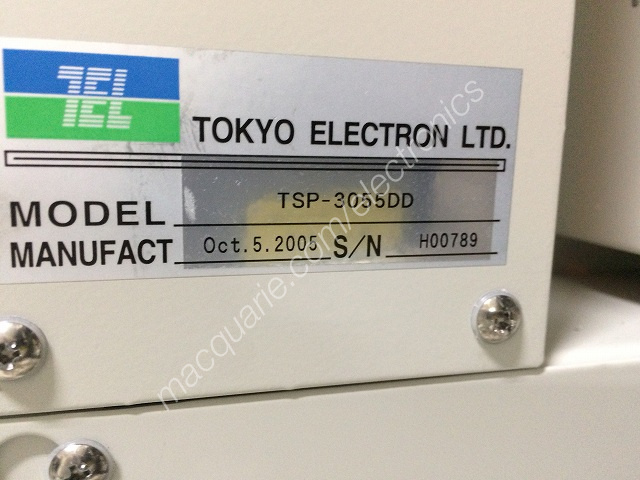 TEL
TOKYO ELECTRON LTD.
MODEL TSP-3055DD
MANUFACT Oct.5.2005 S/N H00789
macquarie.com/electronics